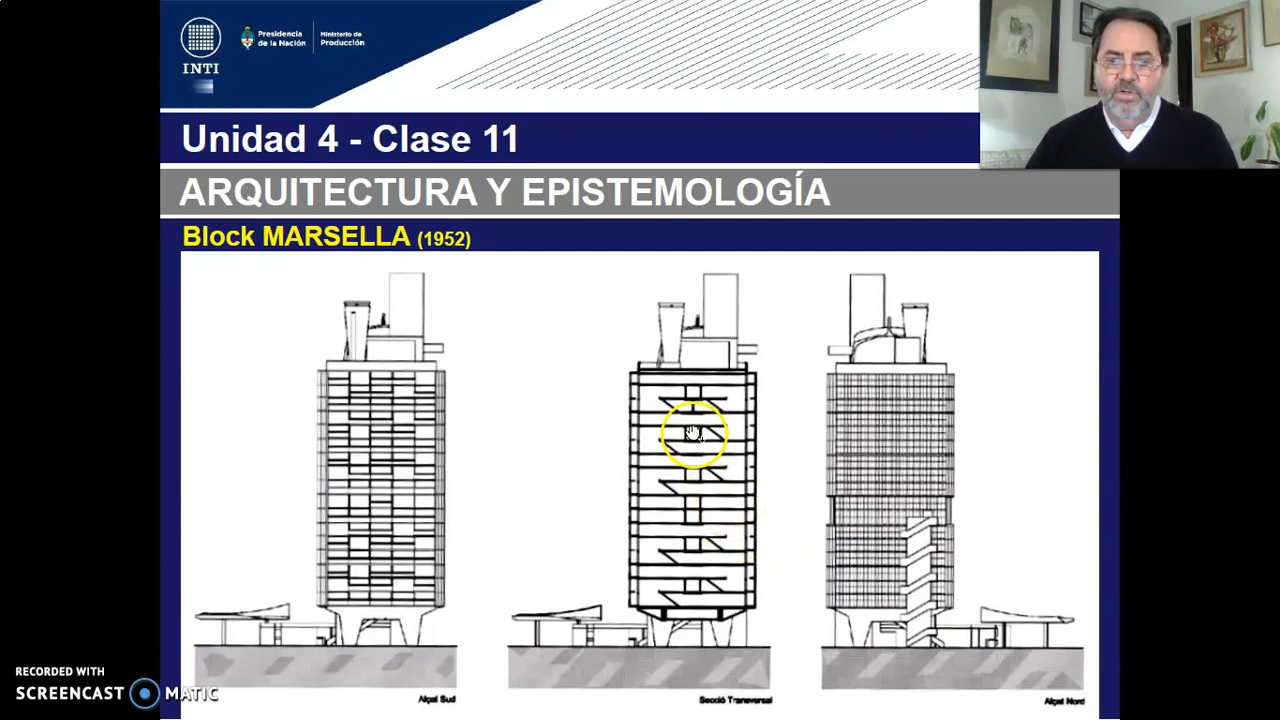 INTI
Presidencia
de la Nación
Ministerio de
Producción
Unidad 4 - Clase 11
ARQUITECTURA Y EPISTEMOLOGÍA
Block MARSELLA (1952)
Alçat Sud
Secció Transversal
Alçat Nord
RECORDED WITH
SCREENCAST MATIC